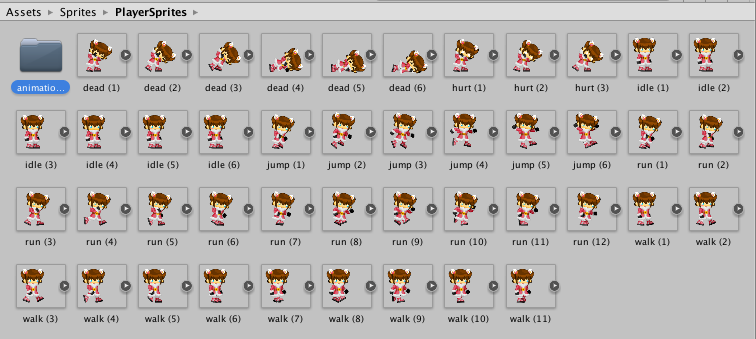 Assets ▸ Sprites ▸ PlayerSprites ▸
animatio... dead (1) dead (2) dead (3) dead (4) dead (5) dead (6) hurt (1) hurt (2) hurt (3) idle (1) idle (2)
idle (3) idle (4) idle (5) idle (6) jump (1) jump (2) jump (3) jump (4) jump (5) jump (6) run (1) run (2)
run (3) run (4) run (5) run (6) run (7) run (8) run (9) run (10) run (11) run (12) walk (1) walk (2)
walk (3) walk (4) walk (5) walk (6) walk (7) walk (8) walk (9) walk (10) walk (11)